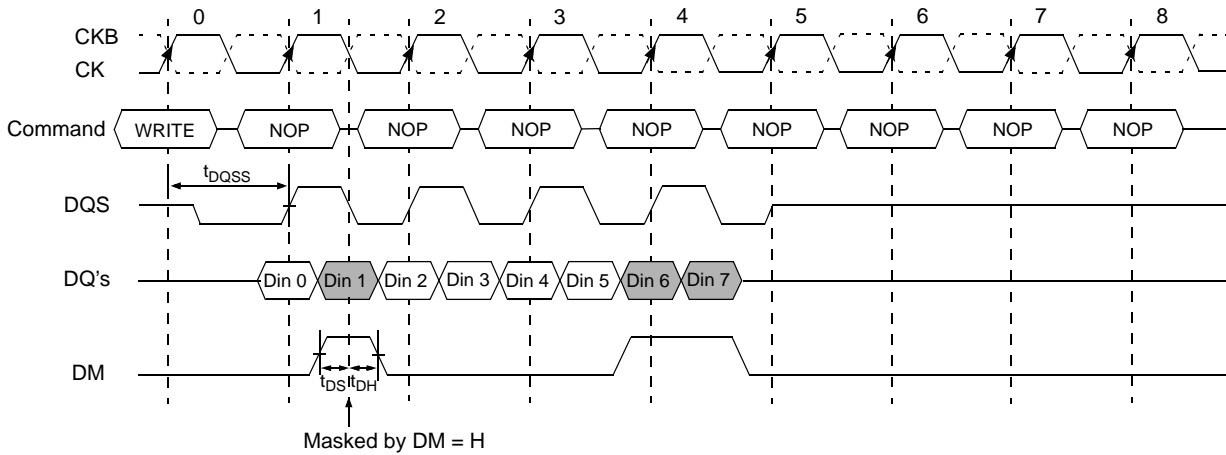 0 1 2 3 4 5 6 7 8
CKB
CK
Command WRITE NOP NOP NOP NOP NOP NOP NOP NOP
tDQSS
DQS
DQ's Din 0 Din 1 Din 2 Din 3 Din 4 Din 5 Din 6 Din 7
DM
tDS tDH
Masked by DM = H